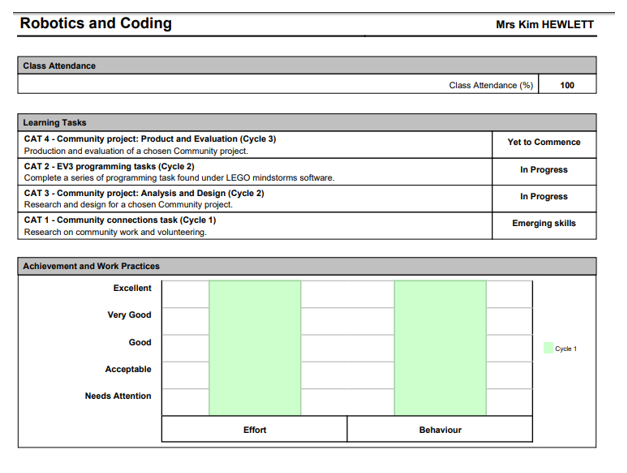 Robotics and Coding
Mrs Kim HEWLETT
Class Attendance
Class Attendance (%)
100
Learning Tasks
CAT 4 - Community project: Product and Evaluation (Cycle 3)
Production and evaluation of a chosen Community project.
Yet to Commence
CAT 2 - EV3 programming tasks (Cycle 2)
Complete a series of programming task found under LEGO mindstorms software.
In Progress
CAT 3 - Community project: Analysis and Design (Cycle 2)
Research and design for a chosen Community project.
In Progress
CAT 1 - Community connections task (Cycle 1)
Research on community work and volunteering.
Emerging skills
Achievement and Work Practices
Excellent
Very Good
Good
Acceptable
Needs Attention
Effort
Behaviour
Cycle 1